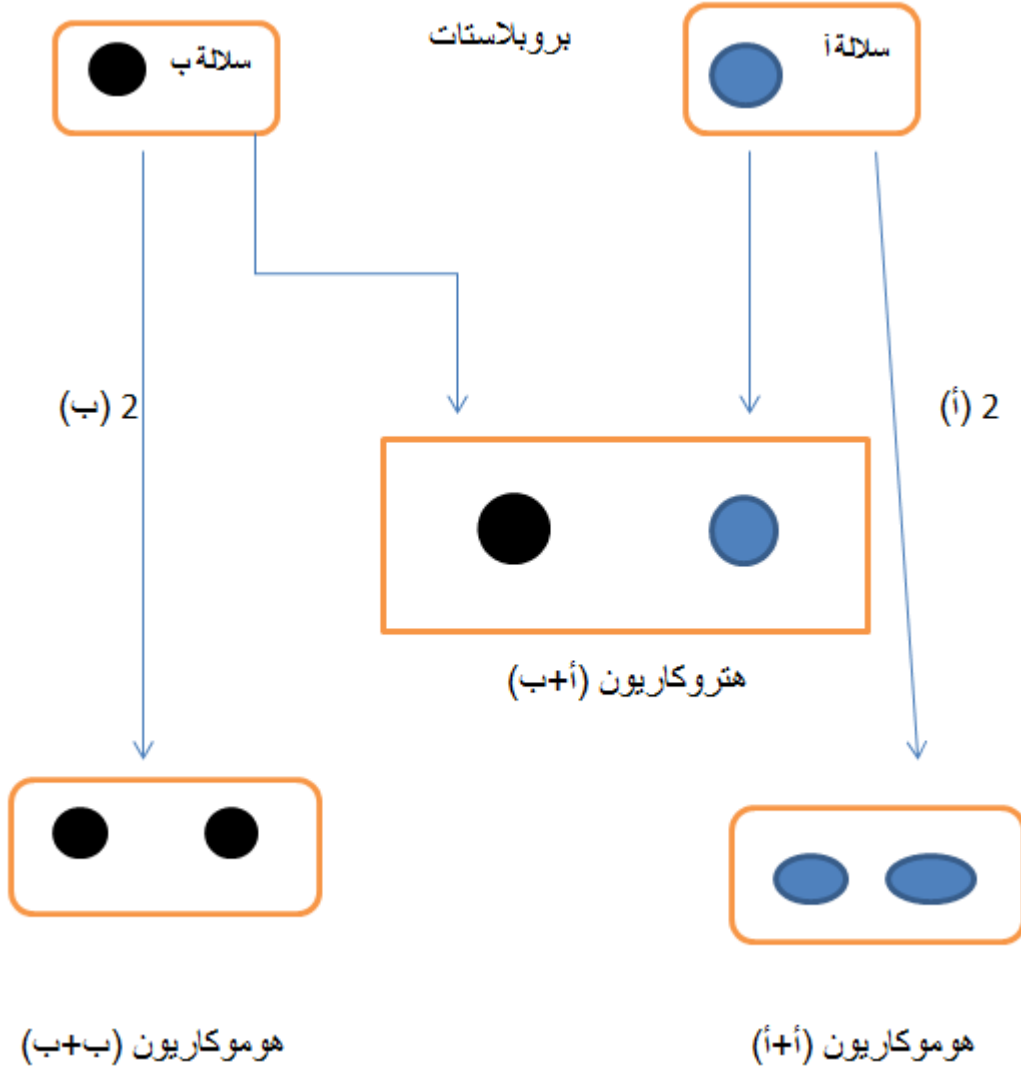 بروبلاستات
سلالة أ
سلالة ب
2 (أ)
2 (ب)
هتروكاريون (أ+ب)
هوموكاريون (أ+أ)
هوموكاريون (ب+ب)